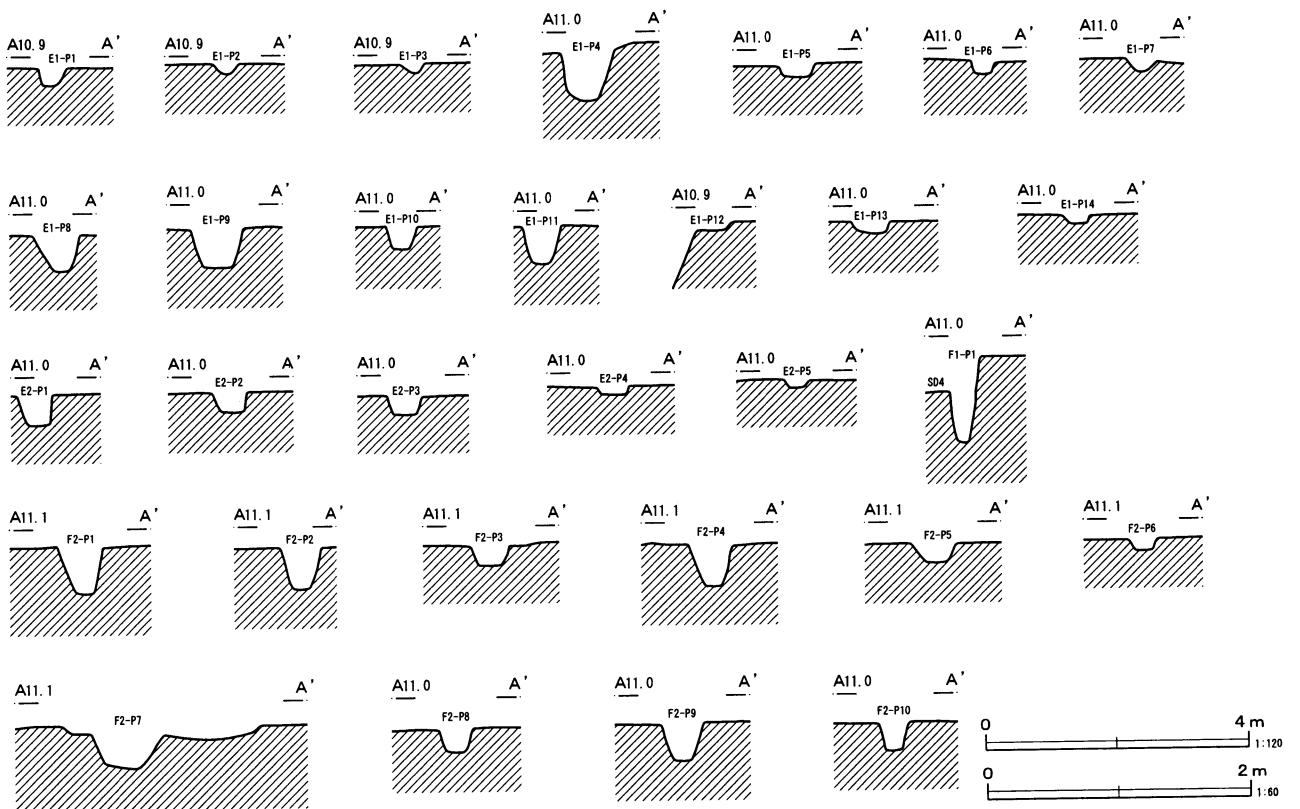 A10.9 A' A10.9 A' A10.9 A' A11.0 A' A11.0 A' A11.0 A' A11.0 A'
E1-P1 E1-P2 E1-P3 E1-P4 E1-P5 E1-P6 E1-P7
A11.0 A' A11.0 A' A11.0 A' A11.0 A' A10.9 A' A11.0 A' A11.0 A'
E1-P8 E1-P9 E1-P10 E1-P11 E1-P12 E1-P13 E1-P14
A11.0 A' A11.0 A' A11.0 A' A11.0 A' A11.0 A' A11.0 A'
E2-P1 E2-P2 E2-P3 E2-P4 E2-P5 F1-P1
SD4
A11.1 A' A11.1 A' A11.1 A' A11.1 A' A11.1 A' A11.1 A'
F2-P1 F2-P2 F2-P3 F2-P4 F2-P5 F2-P6
A11.1 A' A11.0 A' A11.0 A' A11.0 A'
F2-P7 F2-P8 F2-P9 F2-P10
0 4m
1:120
0 2m
1:60